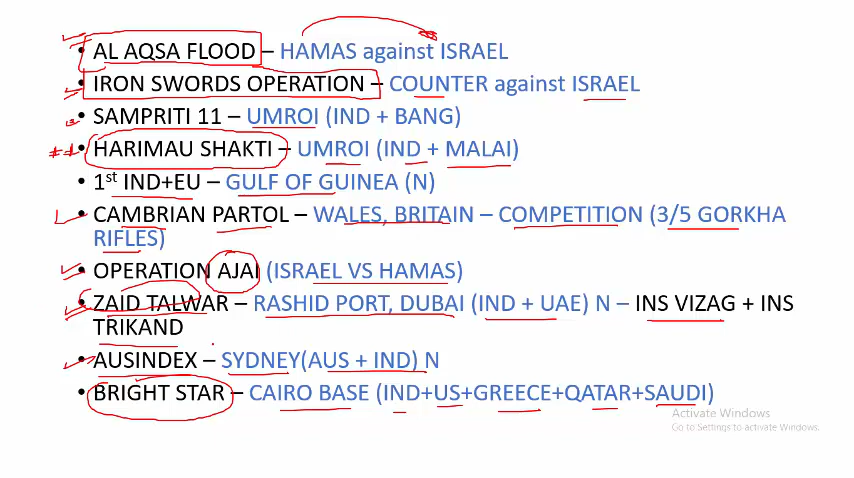 • AL AQSA FLOOD – HAMAS against ISRAEL
• IRON SWORDS OPERATION – COUNTER against ISRAEL
• SAMPRITI 11 – UMROI (IND + BANG)
• HARIMAU SHAKTI – UMROI (IND + MALAI)
• 1st IND+EU – GULF OF GUINEA (N)
• CAMBRIAN PARTOL – WALES, BRITAIN – COMPETITION (3/5 GORKHA
RIFLES)
• OPERATION AJAI (ISRAEL VS HAMAS)
• ZAID TALWAR – RASHID PORT, DUBAI (IND + UAE) N – INS VIZAG + INS
TRIKAND
• AUSINDEX – SYDNEY(AUS + IND) N
• BRIGHT STAR – CAIRO BASE (IND+US+GREECE+QATAR+SAUDI)
Activate Windows
Go to Settings to activate Windows.